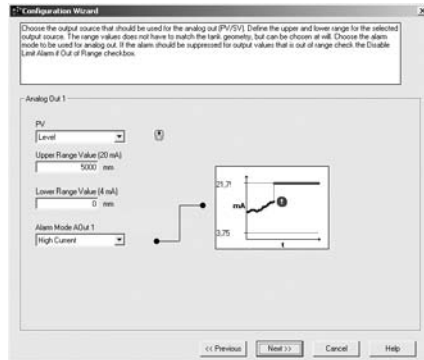 Configuration Wizard
Choose the output source that should be used for the analog out (PV/SV). Define the upper and lower range for the selected
output source. The range values does not have to match the tank geometry, but can be chosen at will. Choose the alarm
mode to be used for analog out. If the alarm should be suppressed for output values that is out of range check the Disable
Limit Alarm if Out of Range checkbox.
Analog Out 1
PV
Level
Upper Range Value (20 mA)
5000 mm
Lower Range Value (4 mA)
0 mm
Alarm Mode AOut 1
High Current
mA
3,75
t
<< Previous
Next >>
Cancel
Help